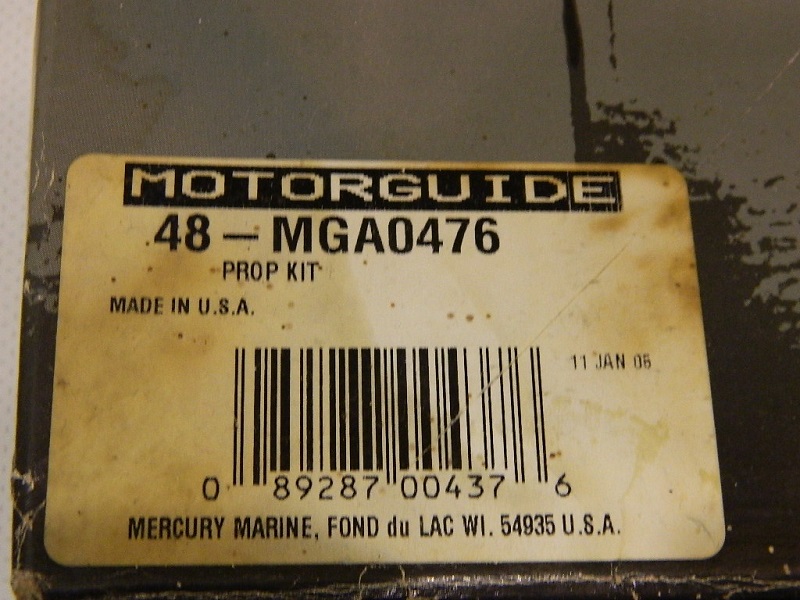 MOTORGUIDE
48 – MGA0476
PROP KIT
MADE IN U.S.A.
11 JAN 06
0 89287 00437 6
MERCURY MARINE, FOND du LAC WI. 54935 U.S.A.